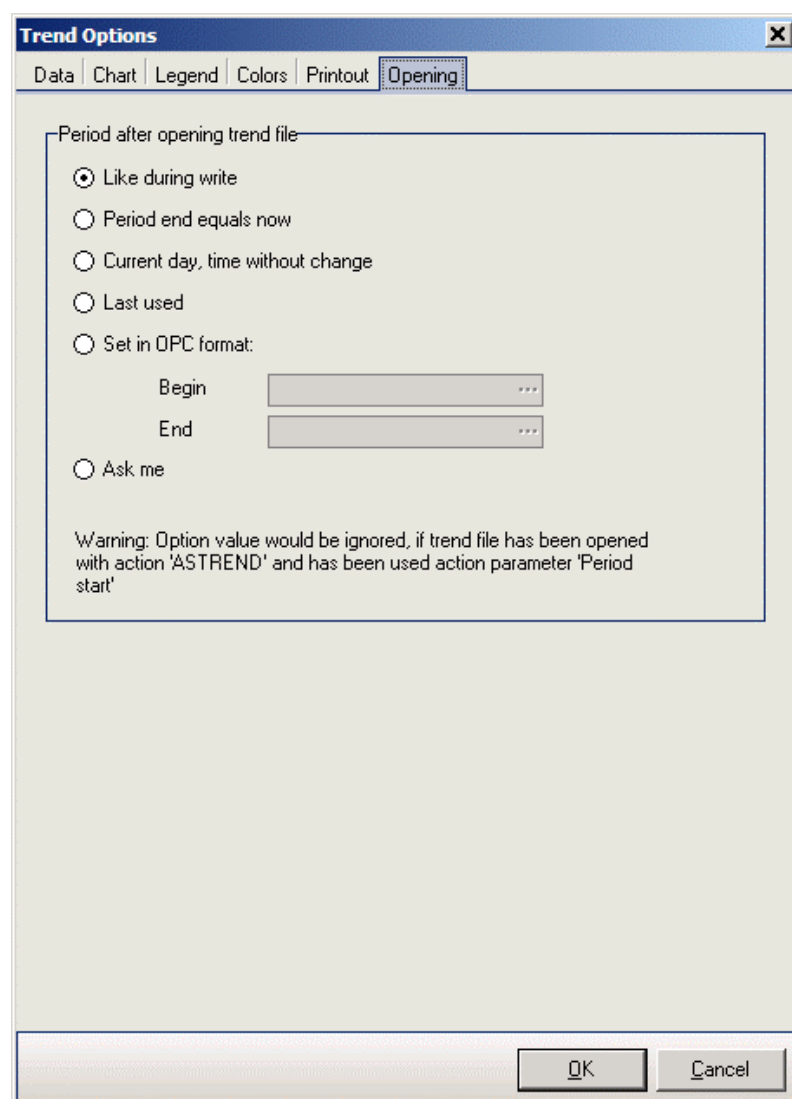 Trend Options
Data Chart Legend Colors Printout Opening
Period after opening trend file
Like during write
Period end equals now
Current day, time without change
Last used
Set in OPC format:
Begin ...
End ...
Ask me
Warning: Option value would be ignored, if trend file has been opened
with action 'ASTREND' and has been used action parameter 'Period
start'
OK Cancel